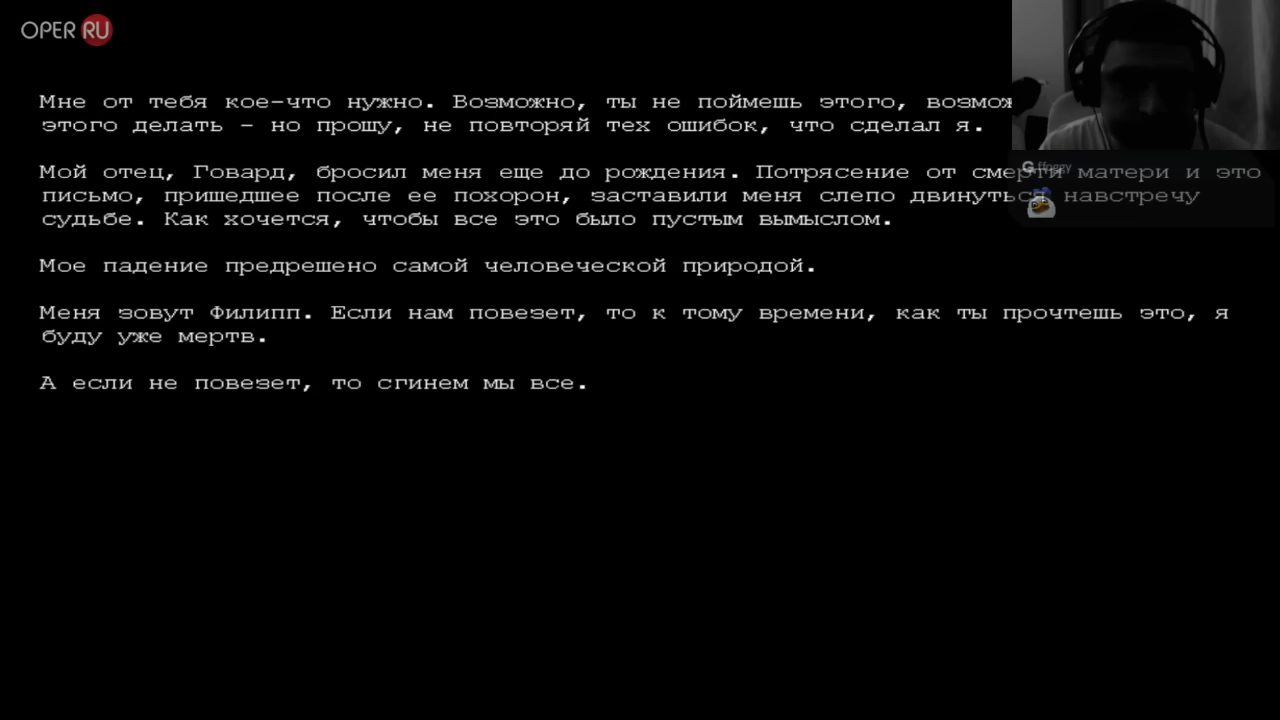 OPER RU
Мне от тебя кое-что нужно. Возможно, ты не поймешь этого,
этого делать - но прошу, не повторяй тех ошибок, что сделал я.
Мой отец, Говард, бросил меня еще до рождения. Потрясение от смерти матери и это
письмо, пришедшее после ее похорон, заставили меня слепо двинуться навстречу
судьбе. Как хочется, чтобы все это было пустым вымыслом.
Мое падение предрешено самой человеческой природой.
Меня зовут Филипп. Если нам повезет, то к тому времени, как ты прочтешь это, я
буду уже мертв.
А если не повезет, то сгинем мы все.